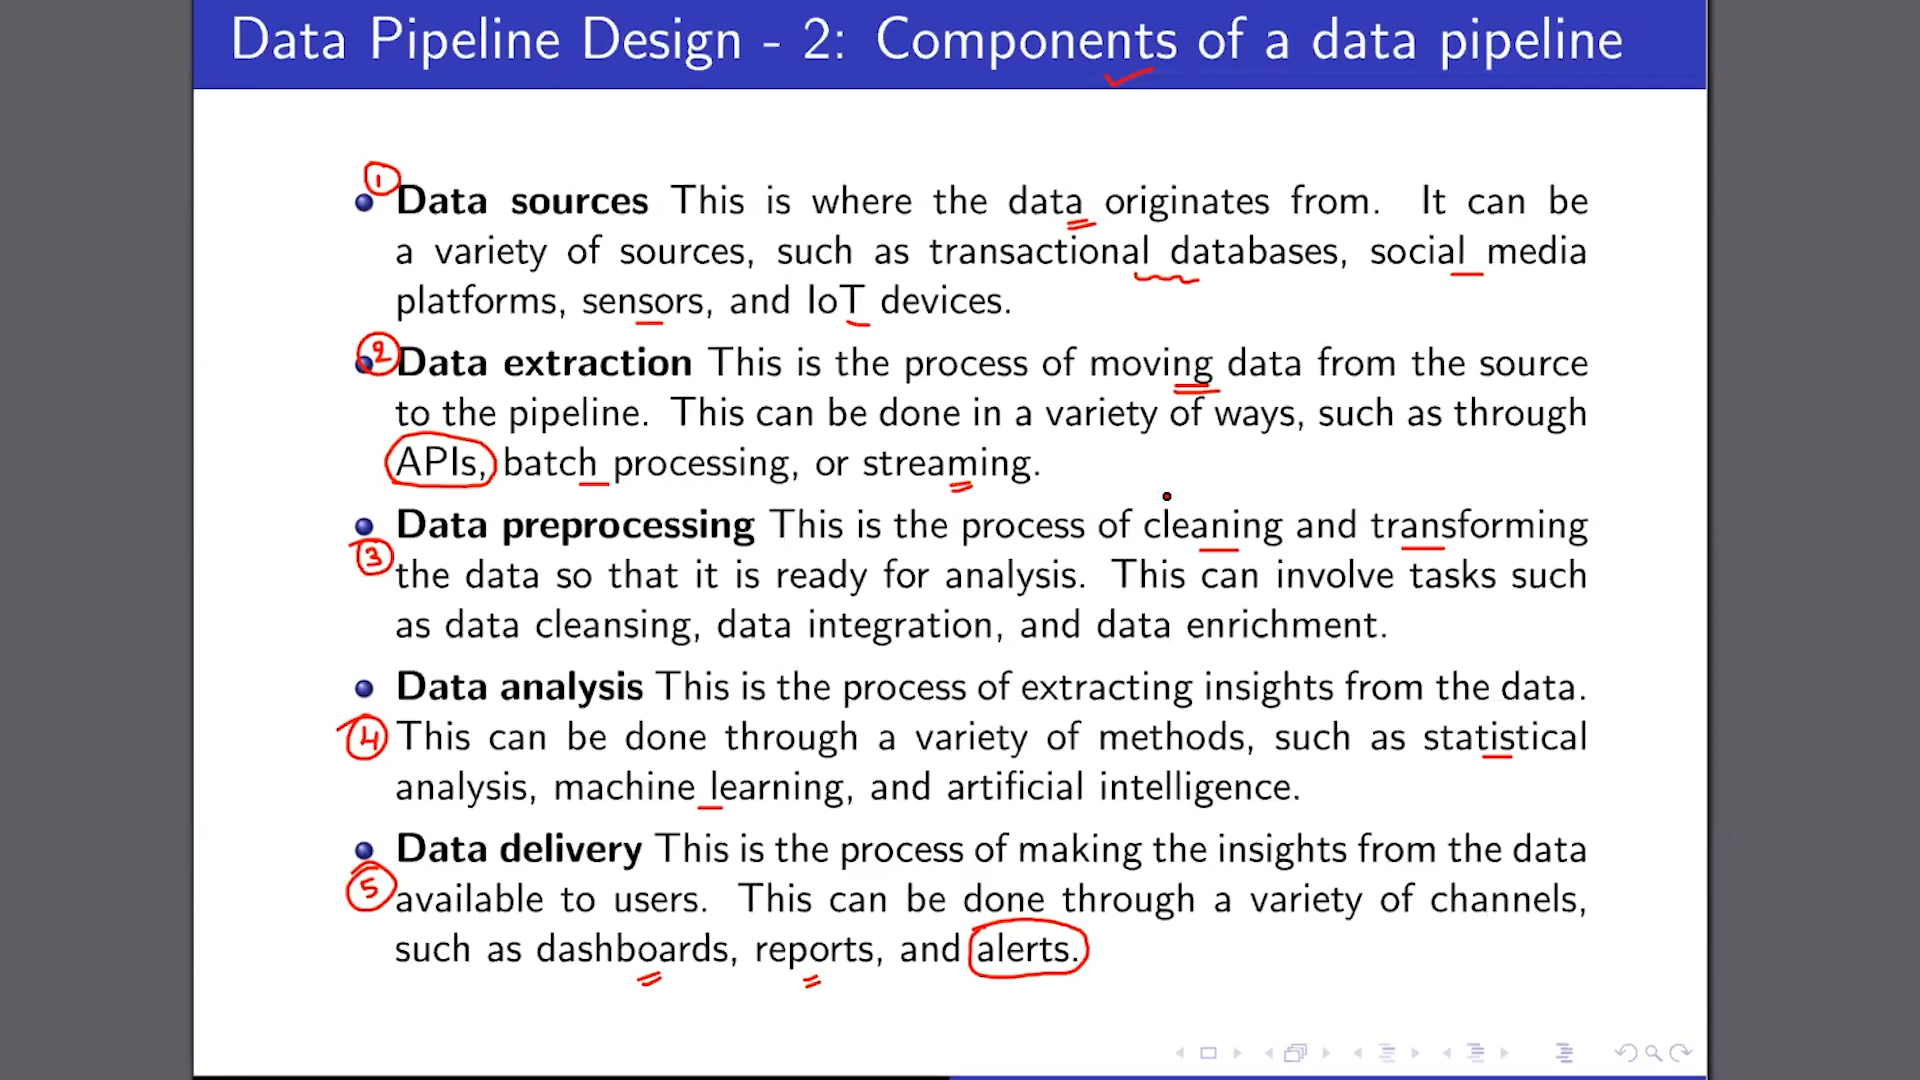 Data Pipeline Design - 2: Components of a data pipeline
1
Data sources This is where the data originates from. It can be
a variety of sources, such as transactional databases, social media
platforms, sensors, and IoT devices.
2
Data extraction This is the process of moving data from the source
to the pipeline. This can be done in a variety of ways, such as through
APIs, batch processing, or streaming.
Data preprocessing This is the process of cleaning and transforming
3
the data so that it is ready for analysis. This can involve tasks such
as data cleansing, data integration, and data enrichment.
Data analysis This is the process of extracting insights from the data.
4
This can be done through a variety of methods, such as statistical
analysis, machine learning, and artificial intelligence.
Data delivery This is the process of making the insights from the data
5
available to users. This can be done through a variety of channels,
such as dashboards, reports, and alerts.